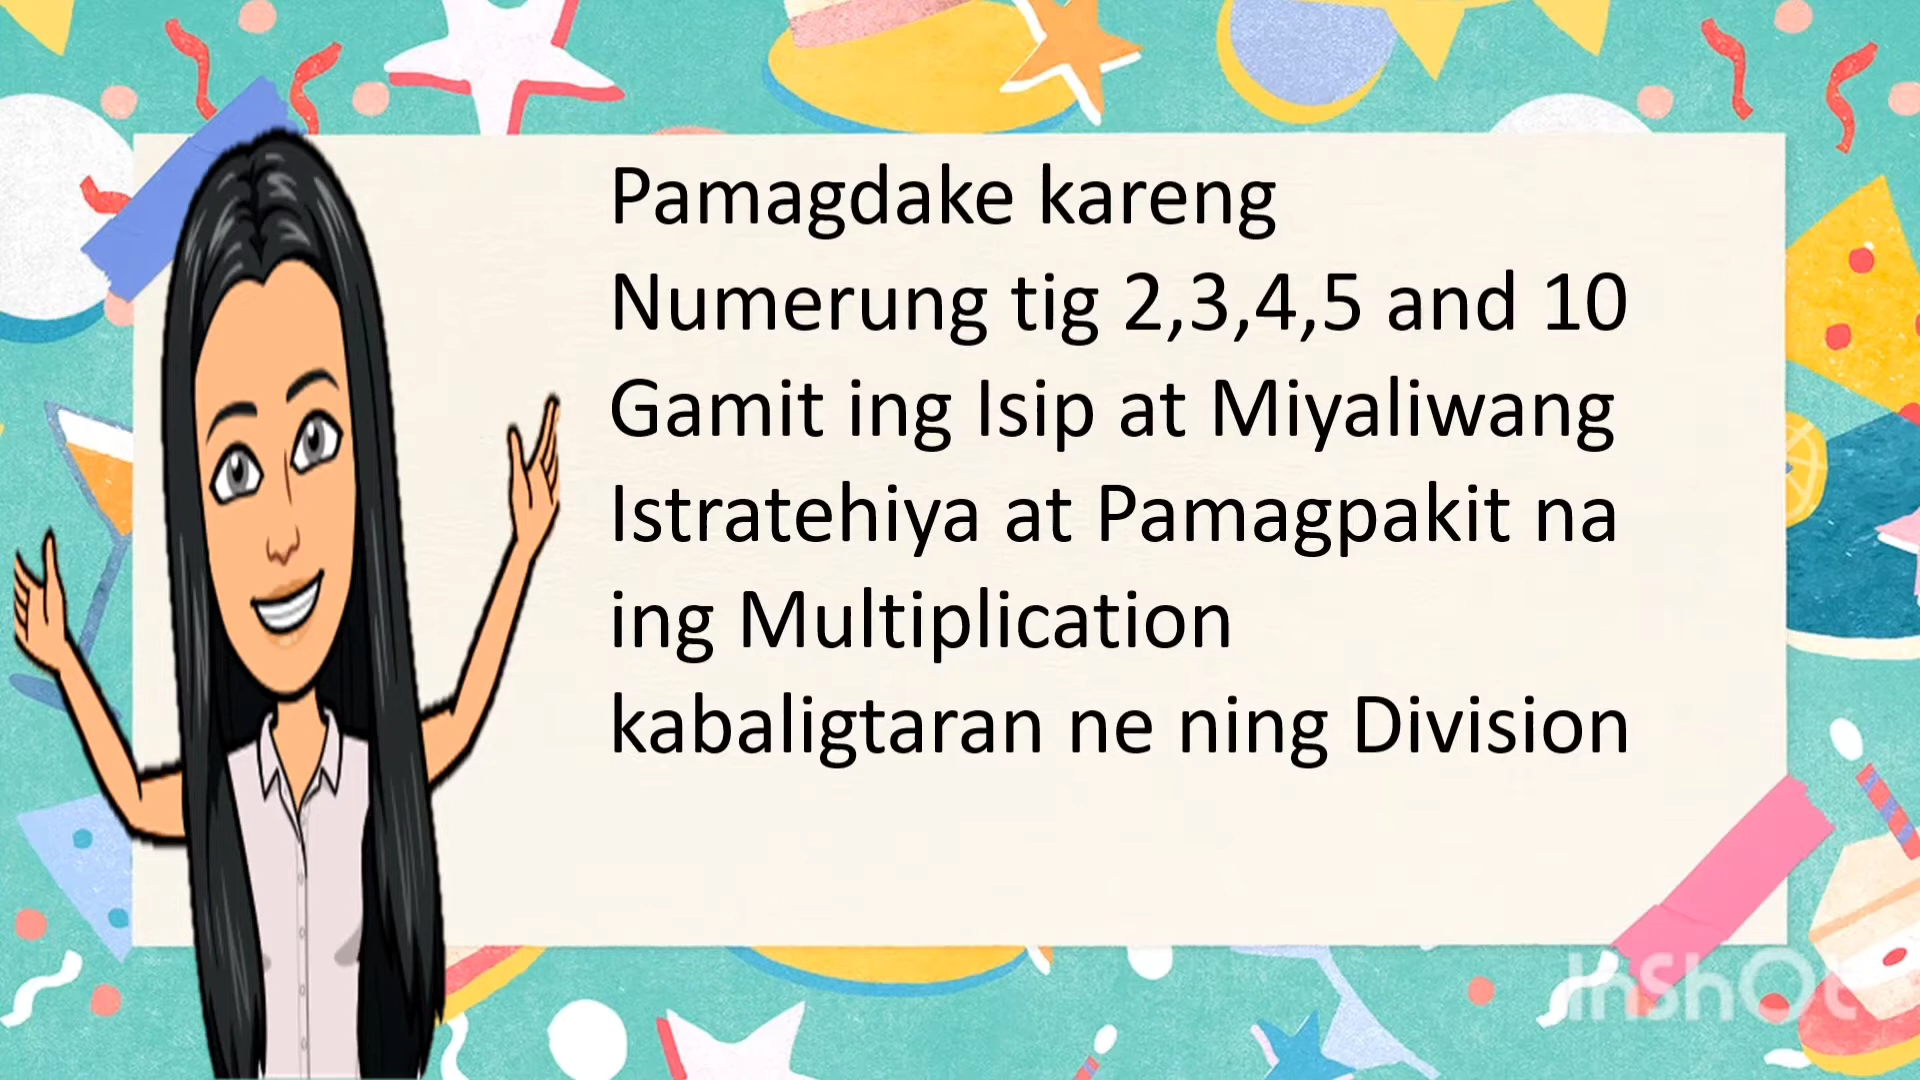 Pamagdake kareng
Numerung tig 2,3,4,5 and 10
Gamit ing Isip at Miyaliwang
Istratehiya at Pamagpakit na
ing Multiplication
kabaligtaran ne ning Division
InShOt